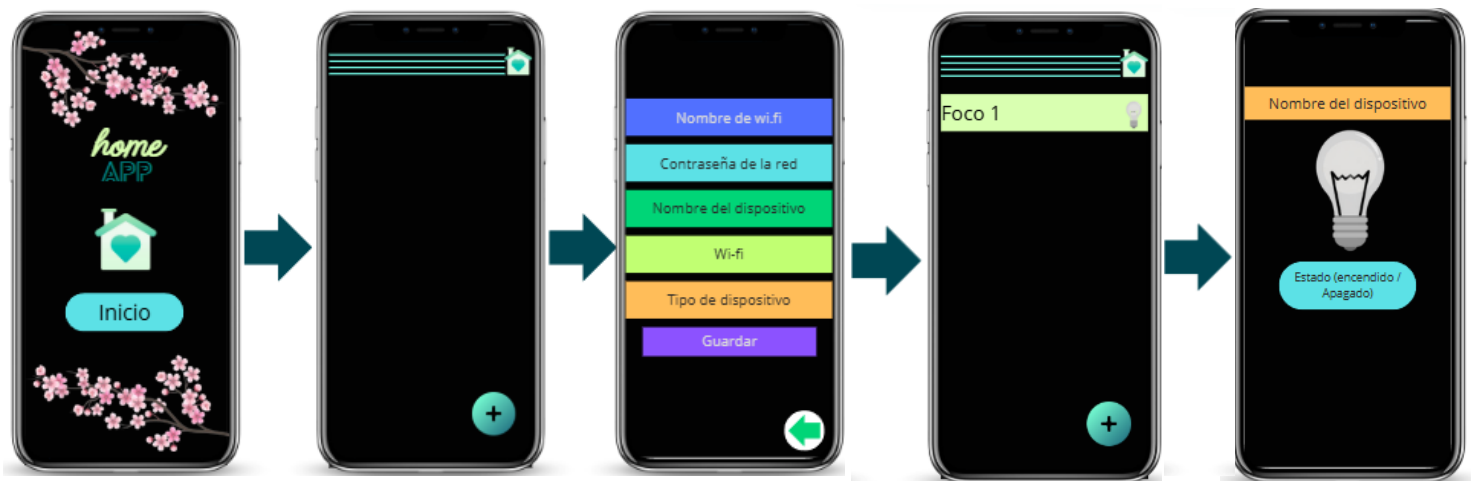 home
APP
Inicio
+
Nombre de wi.fi
Contraseña de la red
Nombre del dispositivo
Wi-fi
Tipo de dispositivo
Guardar
Foco 1
+
Nombre del dispositivo
Estado (encendido /
Apagado)